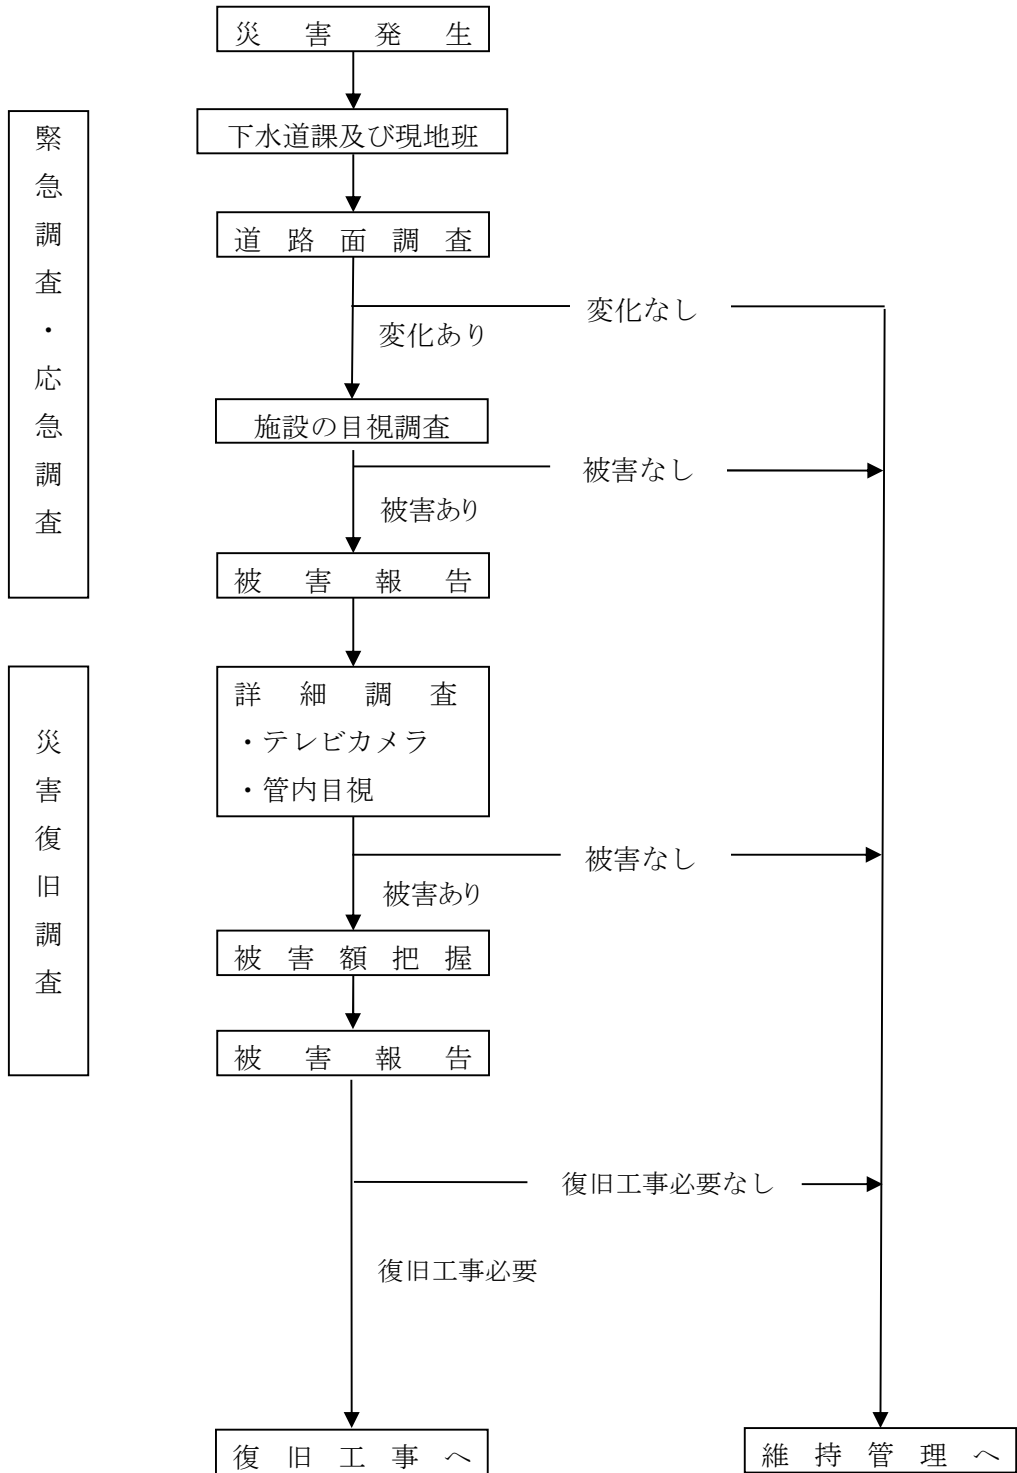 災害発生
下水道課及び現地班
緊急調査・応急調査
道路面調査
変化なし
変化あり
施設の目視調査
被害なし
被害あり
被害報告
災害復旧調査
詳細調査
・テレビカメラ
・管内目視
被害なし
被害あり
被害額把握
被害報告
復旧工事必要なし
復旧工事必要
復旧工事へ
維持管理へ